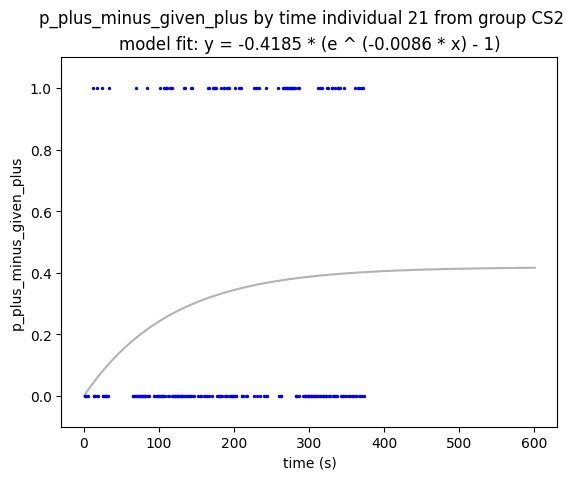 p_plus_minus_given_plus by time individual 21 from group CS2
model fit: y = -0.4185 * (e ^ (-0.0086 * x) - 1)
1.0
0.8
0.6
0.4
0.2
0.0
p_plus_minus_given_plus
0 100 200 300 400 500 600
time (s)